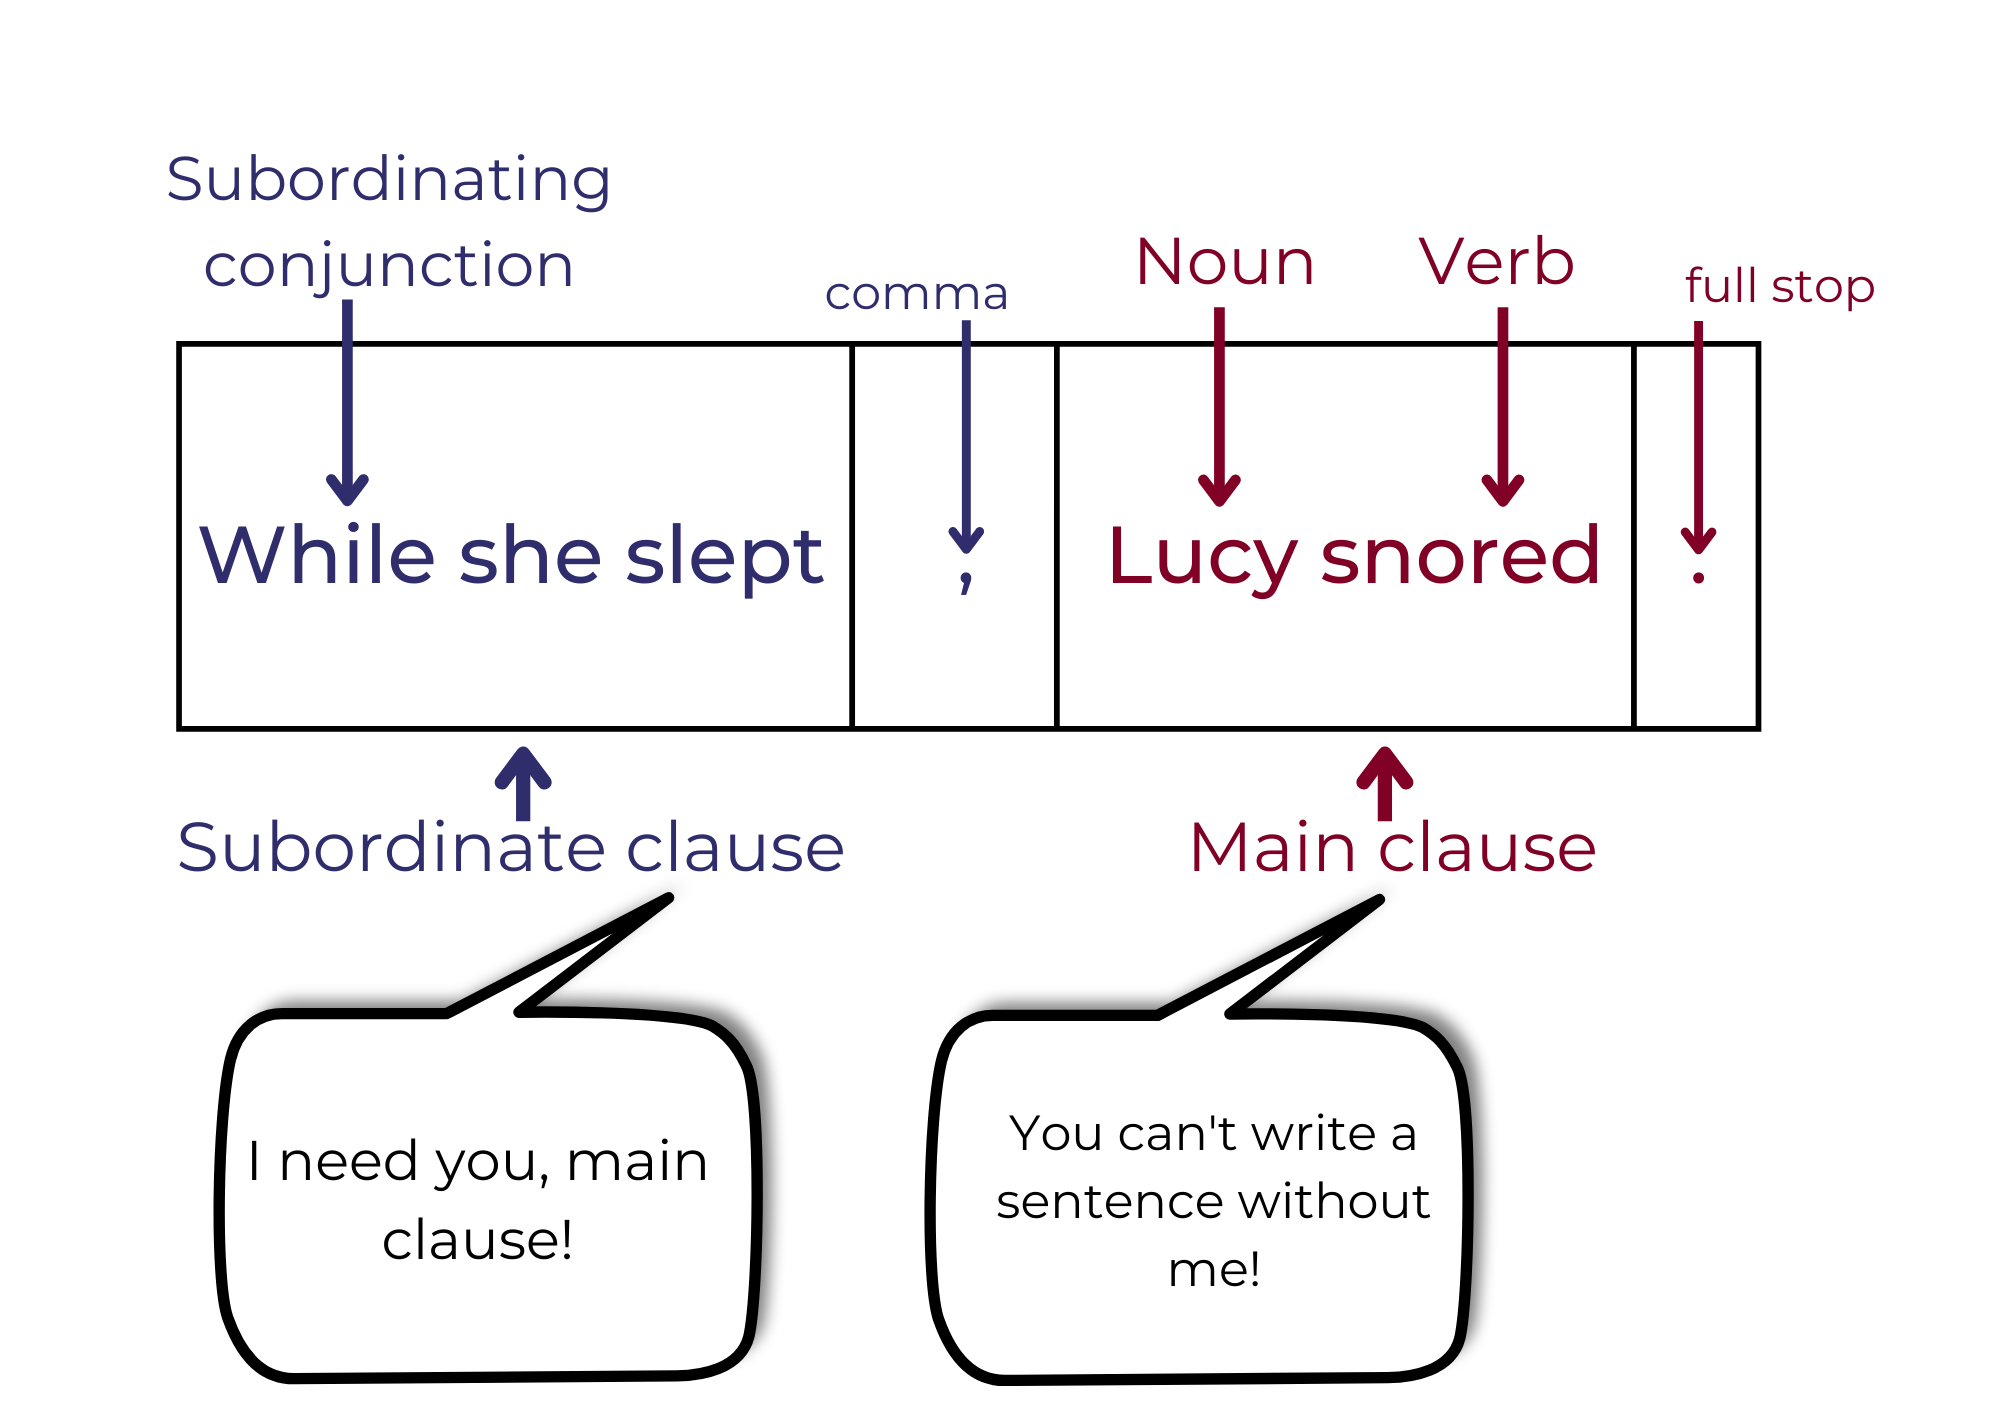 Subordinating
conjunction
comma
Noun
Verb
full stop
While she slept , Lucy snored .
Subordinate clause
Main clause
I need you, main
clause!
You can't write a
sentence without
me!